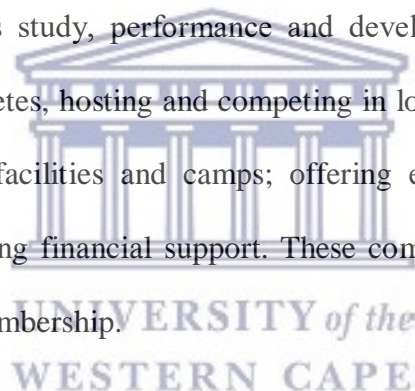 s study, performance and devel
etes, hosting and competing in lo
facilities and camps; offering e
ng financial support. These com
mbership.
UNIVERSITY of the
WESTERN CAPE